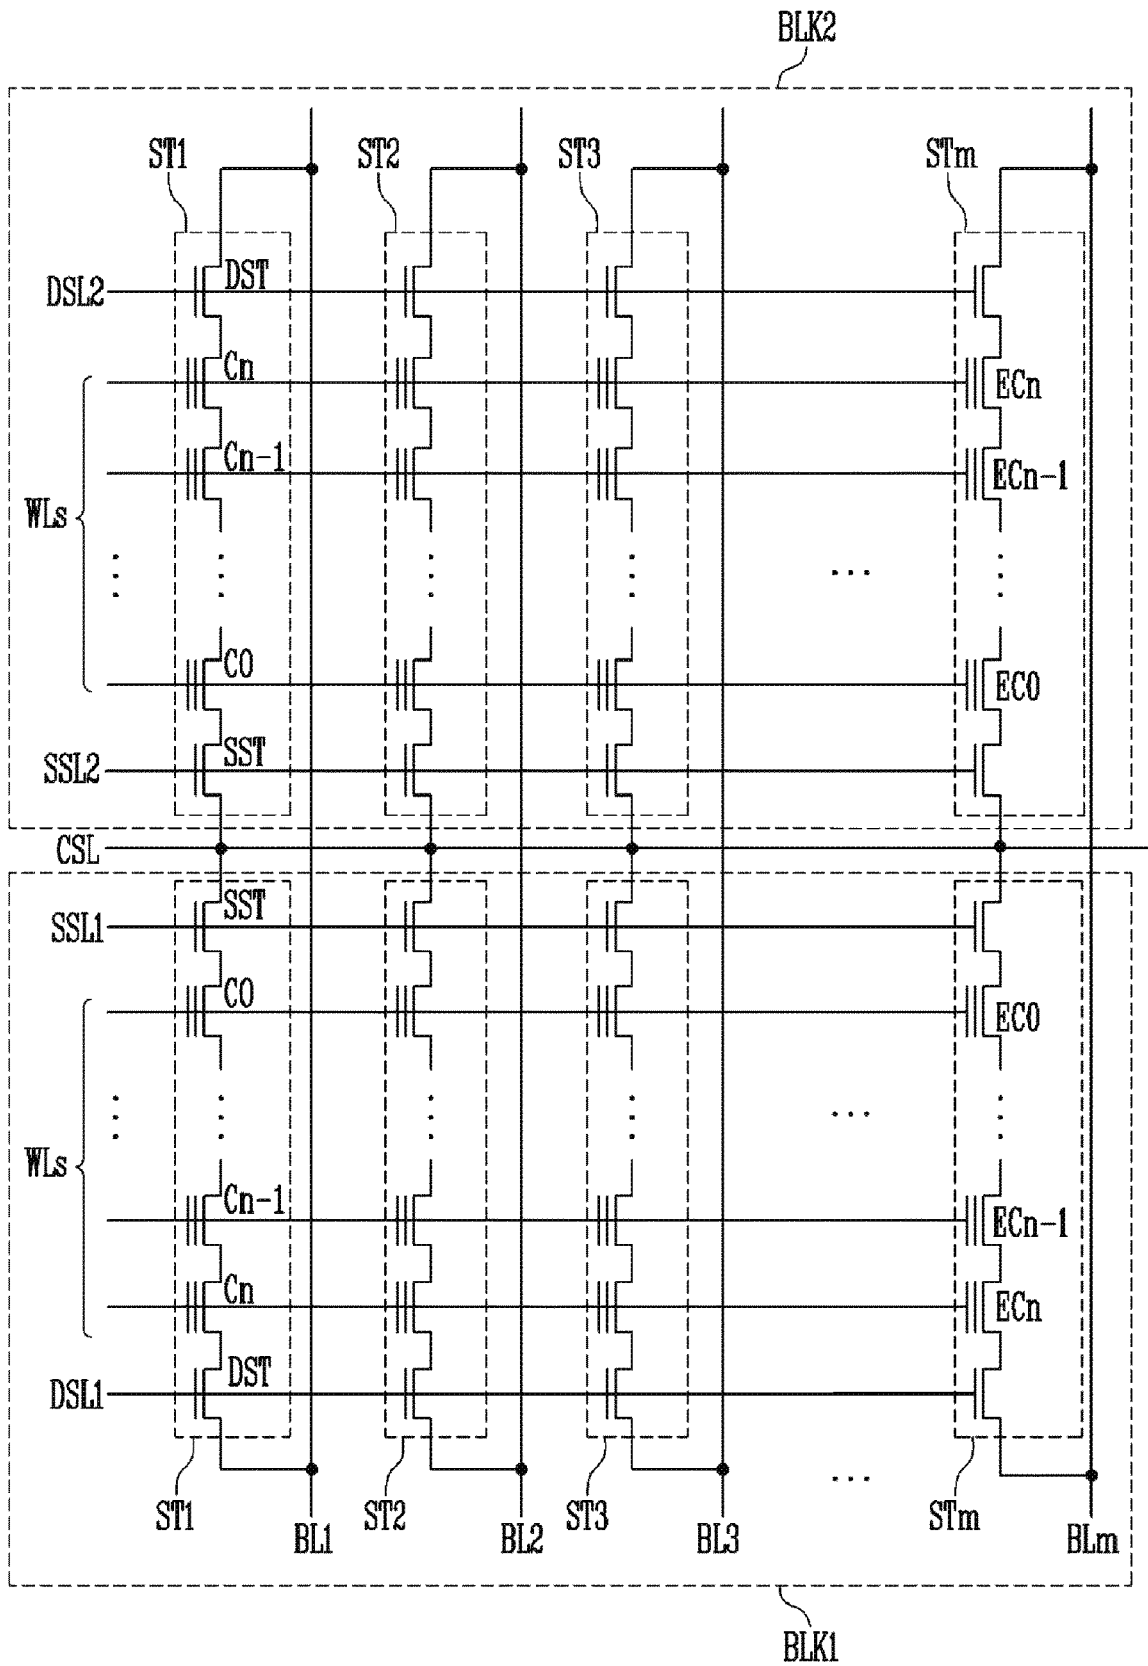 BLK2
ST1 ST2 ST3 STm
DSL2 DST
Cn ECn
Cn-1 ECn-1
WLs
C0 EC0
SSL2 SST
CSL
SSL1 SST
C0 EC0
WLs
Cn-1 ECn-1
Cn ECn
DSL1 DST
ST1 BL1 ST2 BL2 ST3 BL3 STm BLm
BLK1